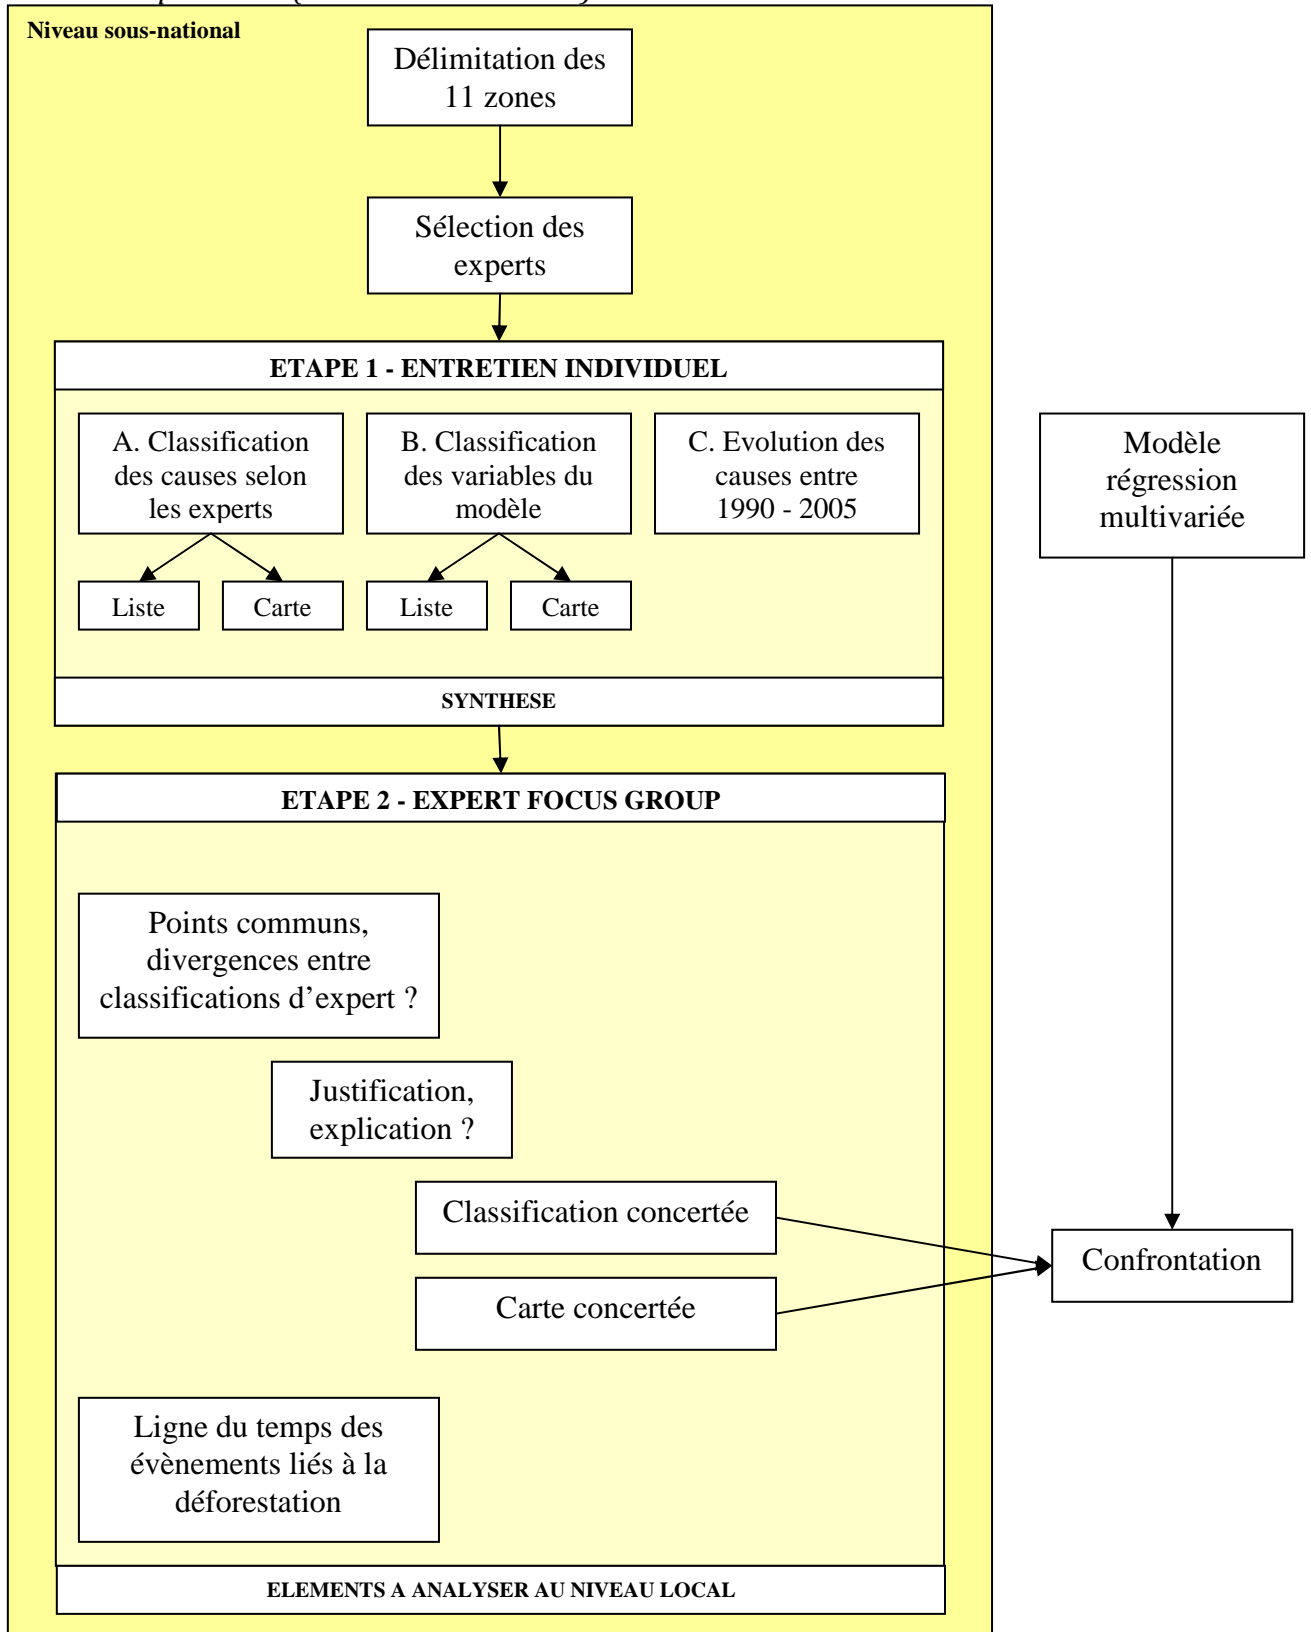 Niveau sous-national
Délimitation des
11 zones
Sélection des
experts
ETAPE 1 - ENTRETIEN INDIVIDUEL
A. Classification
des causes selon
les experts
B. Classification
des variables du
modèle
C. Evolution des
causes entre
1990 - 2005
Liste
Carte
Liste
Carte
SYNTHESE
Modèle
régression
multivariée
ETAPE 2 - EXPERT FOCUS GROUP
Points communs,
divergences entre
classifications d’expert ?
Justification,
explication ?
Classification concertée
Carte concertée
Confrontation
Ligne du temps des
évènements liés à la
déforestation
ELEMENTS A ANALYSER AU NIVEAU LOCAL